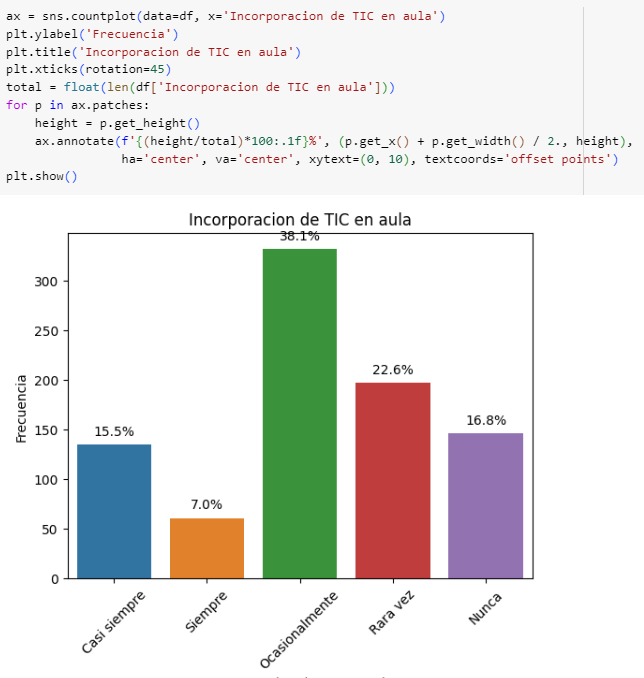 ax = sns.countplot(data=df, x='Incorporacion de TIC en aula')
plt.ylabel('Frecuencia')
plt.title('Incorporacion de TIC en aula')
plt.xticks(rotation=45)
total = float(len(df['Incorporacion de TIC en aula']))
for p in ax.patches:
    height = p.get_height()
    ax.annotate(f'{(height/total)*100:.1f}%', (p.get_x() + p.get_width() / 2., height),
                ha='center', va='center', xytext=(0, 10), textcoords='offset points')
plt.show()
Incorporacion de TIC en aula
38.1%
300
250
22.6%
200
Frecuencia
16.8%
150
15.5%
100
7.0%
50
0
Casi siempre
Siempre
Ocasionalmente
Rara vez
Nunca